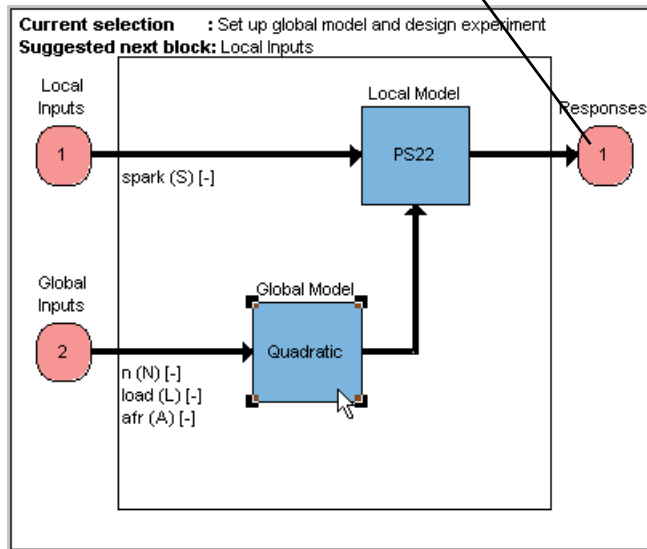 Current selection : Set up global model and design experiment
Suggested next block: Local Inputs
Local
Inputs
Local Model
Responses
1
PS22
1
spark (S) [-]
Global
Inputs
Global Model
2
Quadratic
n (N) [-]
load (L) [-]
afr (A) [-]